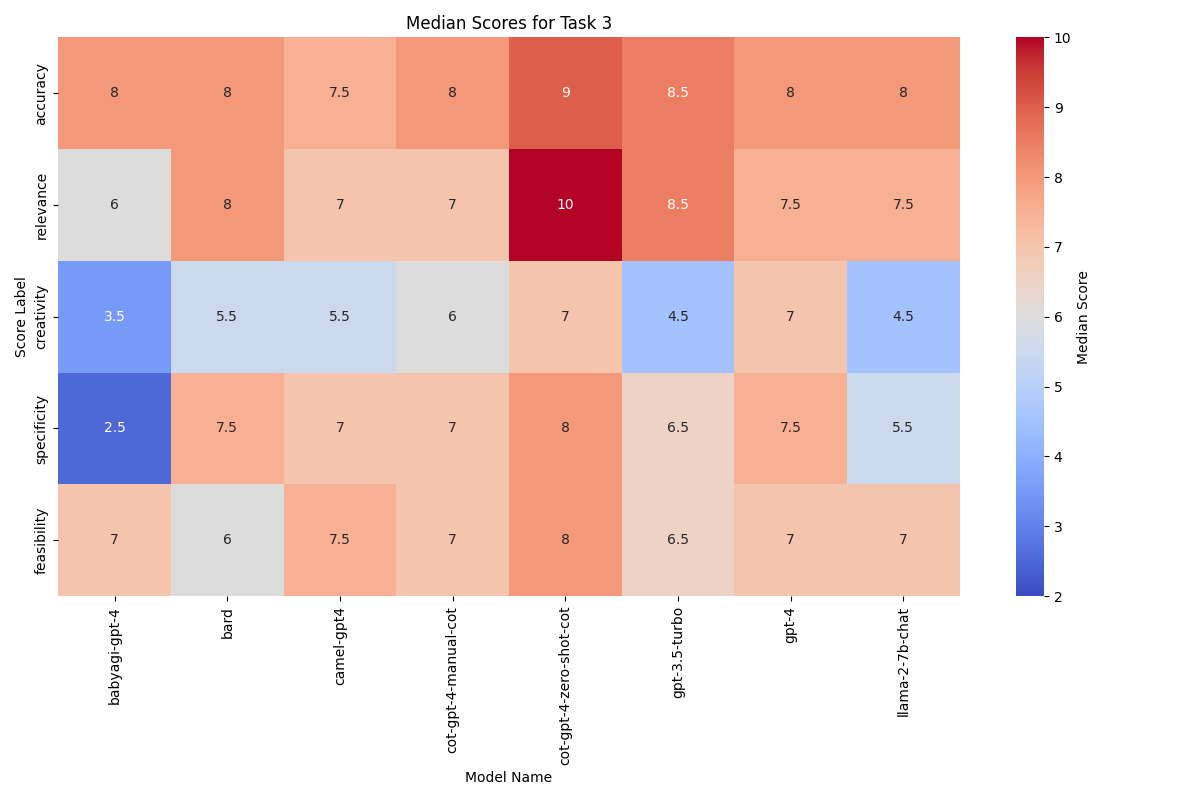 Median Scores for Task 3
accuracy 8 8 7.5 8 9 8.5 8 8
relevance 6 8 7 7 10 8.5 7.5 7.5
creativity 3.5 5.5 5.5 6 7 4.5 7 4.5
specificity 2.5 7.5 7 7 8 6.5 7.5 5.5
feasibility 7 6 7.5 7 8 6.5 7 7
Score Label
babyagi-gpt-4
bard
camel-gpt4
cot-gpt-4-manual-cot
cot-gpt-4-zero-shot-cot
gpt-3.5-turbo
gpt-4
llama-2-7b-chat
Model Name
10
9
8
7
6
5
4
3
2
Median Score